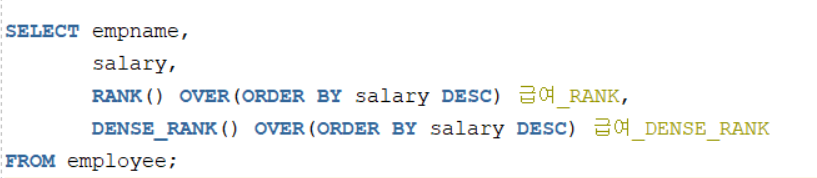 SELECT empname,
salary,
RANK() OVER(ORDER BY salary DESC) 급여_RANK,
DENSE_RANK() OVER(ORDER BY salary DESC) 급여_DENSE_RANK
FROM employee;